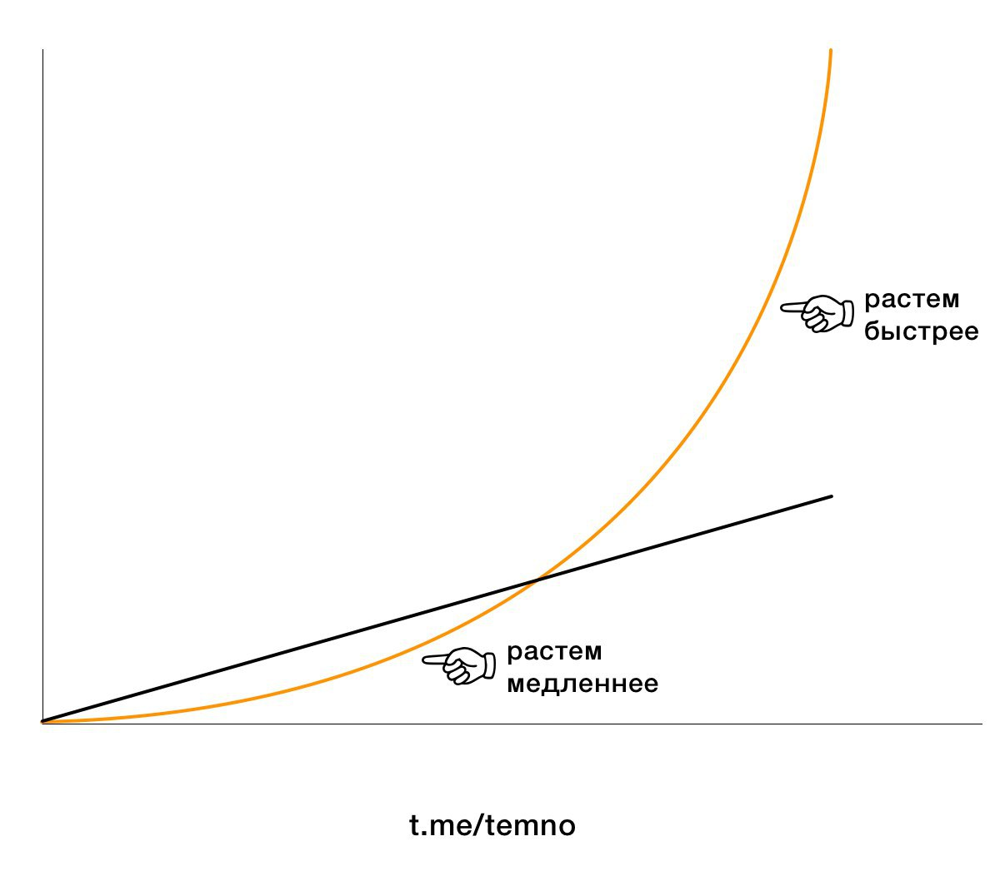 растем
быстрее
растем
медленнее
t.me/temno